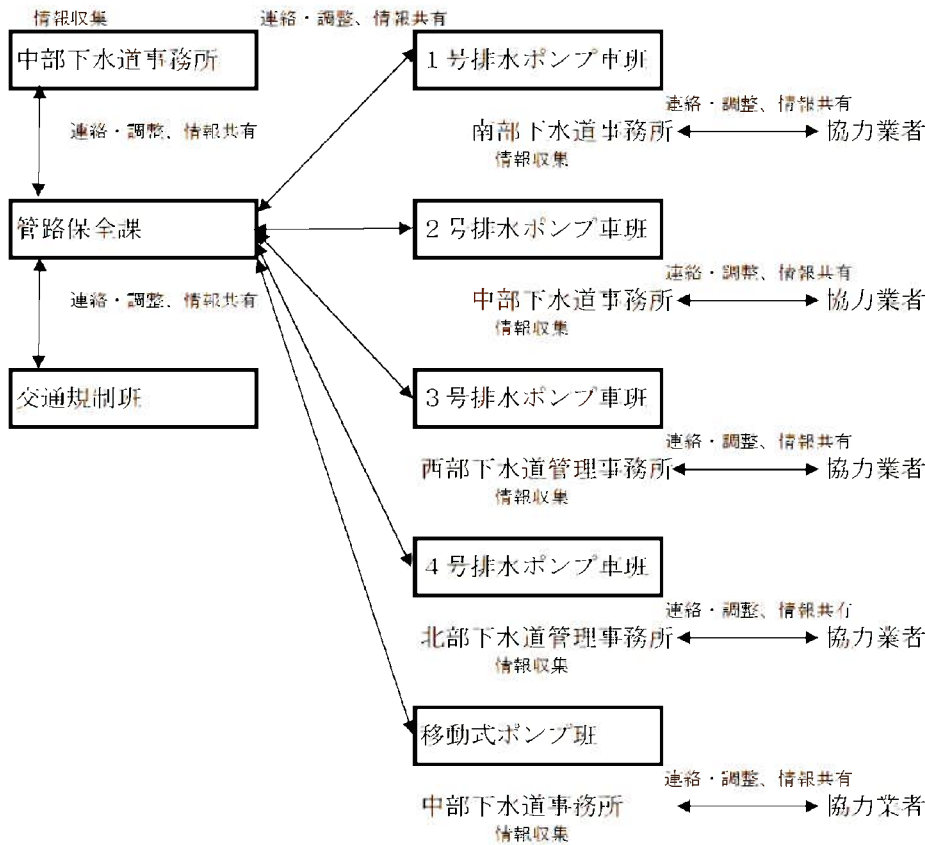 情報収集
連絡・調整、情報共有
中部下水道事務所
1号排水ポンプ車班
連絡・調整、情報共有
連絡・調整、情報共有
南部下水道事務所
協力業者
情報収集
管路保全課
2号排水ポンプ車班
連絡・調整、情報共有
連絡・調整、情報共有
中部下水道事務所
協力業者
情報収集
交通規制班
3号排水ポンプ車班
連絡・調整、情報共有
西部下水道管理事務所
協力業者
情報収集
4号排水ポンプ車班
連絡・調整、情報共有
北部下水道管理事務所
協力業者
情報収集
移動式ポンプ班
連絡・調整、情報共有
中部下水道事務所
協力業者
情報収集